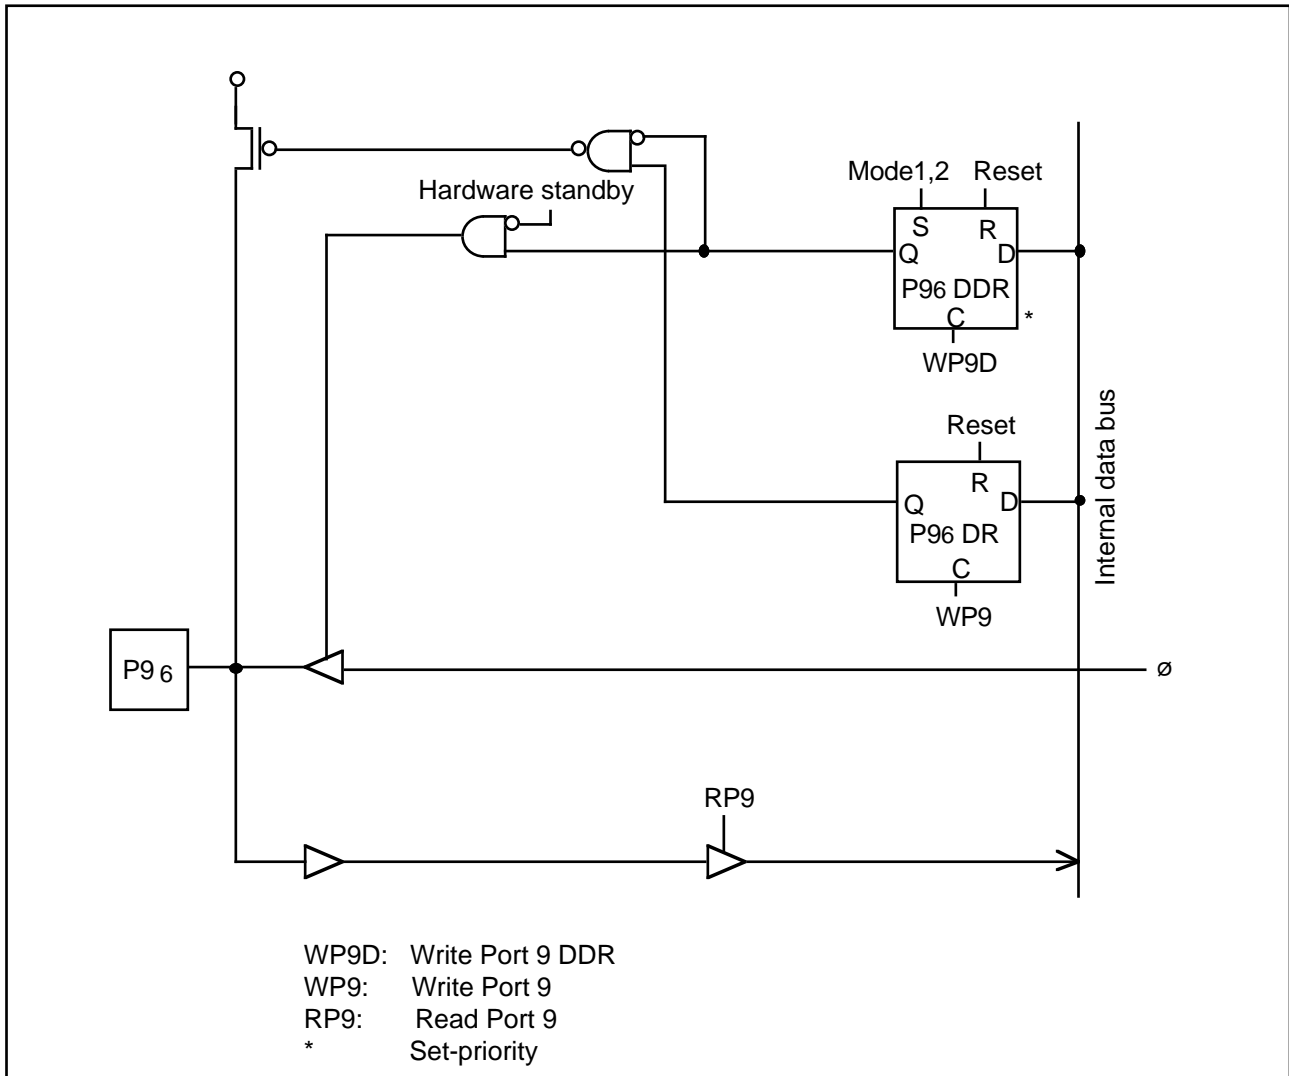 Hardware standby
Mode1,2 Reset
S R
Q D
P96 DDR
C *
WP9D
Reset
R
Q D
P96 DR
C
WP9
Internal data bus
P9 6
ø
RP9
WP9D: Write Port 9 DDR
WP9: Write Port 9
RP9: Read Port 9
* Set-priority